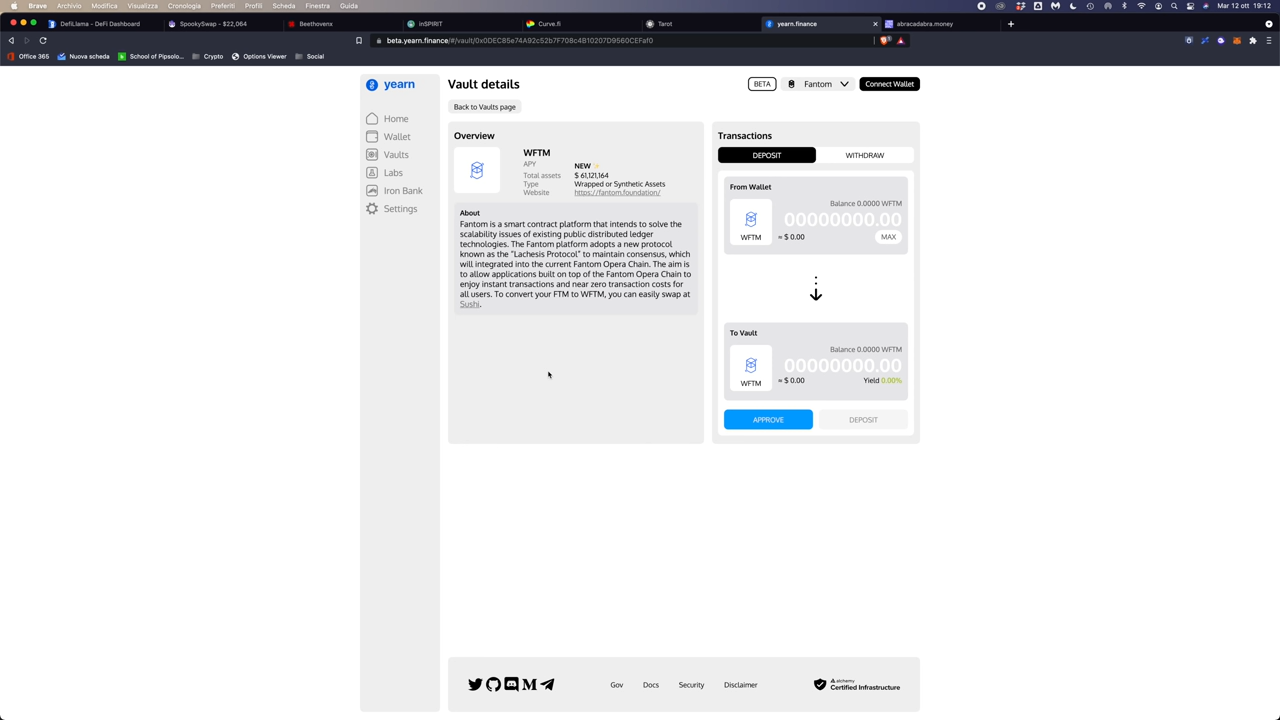 Brave Archivio Modifica Visualizza Cronologia Preferiti Profili Scheda Finestra Guida Mar 12 ott 19:12
DefiLlama - DeFi Dashboard SpookySwap - $22,064 Beethovenx inSPIRIT Curve.fi Tarot yearn.finance abracadabra.money
beta.yearn.finance/#/vault/0x0DEC85e74A92c52b7F708c4B10207D9560CEFaf0
Office 365 Nuova scheda School of Pipsolo... Crypto Options Viewer Social
yearn
Home
Wallet
Vaults
Labs
Iron Bank
Settings
Vault details
BETA Fantom Connect Wallet
Back to Vaults page
Overview
WFTM
APY NEW ✨
Total assets $ 61,121,164
Type Wrapped or Synthetic Assets
Website https://fantom.foundation/
About
Fantom is a smart contract platform that intends to solve the
scalability issues of existing public distributed ledger
technologies. The Fantom platform adopts a new protocol
known as the “Lachesis Protocol” to maintain consensus, which
will integrated into the current Fantom Opera Chain. The aim is
to allow applications built on top of the Fantom Opera Chain to
enjoy instant transactions and near zero transaction costs for
all users. To convert your FTM to WFTM, you can easily swap at
Sushi.
Transactions
DEPOSIT WITHDRAW
From Wallet
Balance 0.0000 WFTM
00000000.00
WFTM ≈ $ 0.00 MAX
To Vault
Balance 0.0000 WFTM
00000000.00
WFTM ≈ $ 0.00 Yield 0.00%
APPROVE DEPOSIT
Gov Docs Security Disclaimer
alchemy
Certified Infrastructure